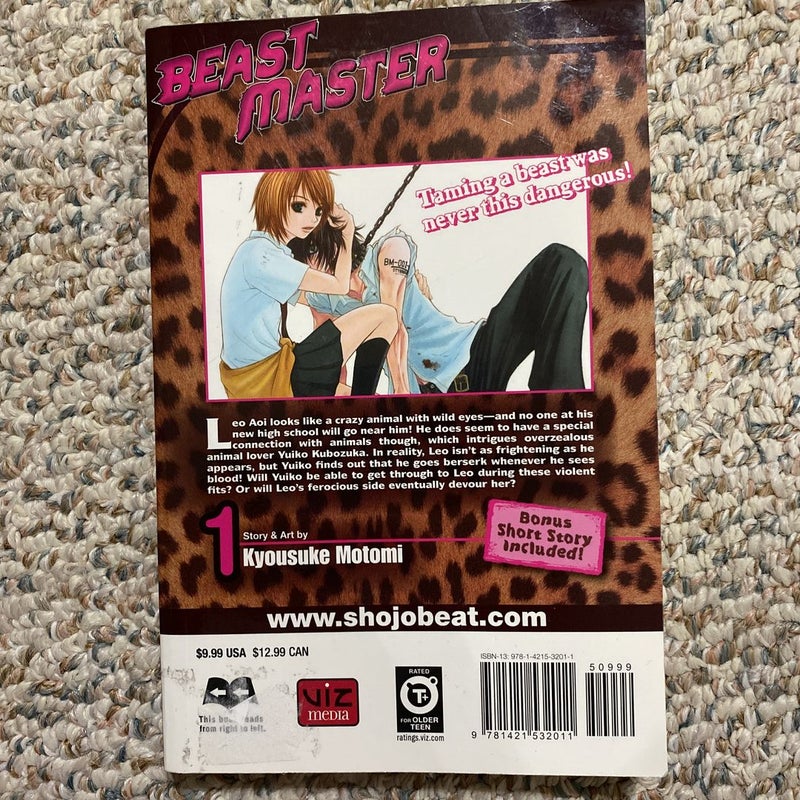 BEAST
MASTER
Taming a beast was
never this dangerous!
BM-001
Leo Aoi looks like a crazy animal with wild eyes—and no one at his
new high school will go near him! He does seem to have a special
connection with animals though, which intrigues overzealous
animal lover Yuiko Kubozuka. In reality, Leo isn't as frightening as he
appears, but Yuiko finds out that he goes berserk whenever he sees
blood! Will Yuiko be able to get through to Leo during these violent
fits? Or will Leo's ferocious side eventually devour her?
1
Story & Art by
Kyousuke Motomi
Bonus
Short Story
Included!
www.shojobeat.com
$9.99 USA $12.99 CAN
This book reads
from right to left.
VIZ
MEDIA
RATED
T+
FOR OLDER
TEEN
ratings.viz.com
ISBN-13: 978-1-4215-3201-1
50999
9 781421 532011